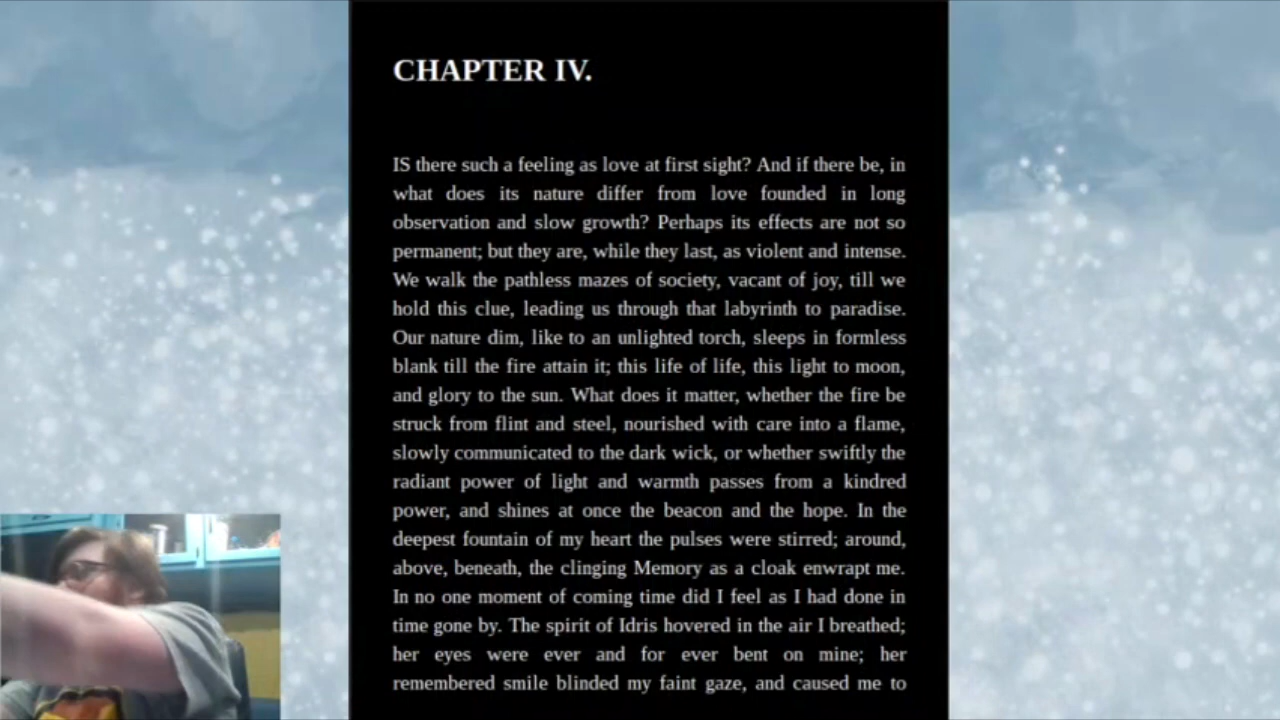 CHAPTER IV.
IS there such a feeling as love at first sight? And if there be, in
what does its nature differ from love founded in long
observation and slow growth? Perhaps its effects are not so
permanent; but they are, while they last, as violent and intense.
We walk the pathless mazes of society, vacant of joy, till we
hold this clue, leading us through that labyrinth to paradise.
Our nature dim, like to an unlighted torch, sleeps in formless
blank till the fire attain it; this life of life, this light to moon,
and glory to the sun. What does it matter, whether the fire be
struck from flint and steel, nourished with care into a flame,
slowly communicated to the dark wick, or whether swiftly the
radiant power of light and warmth passes from a kindred
power, and shines at once the beacon and the hope. In the
deepest fountain of my heart the pulses were stirred; around,
above, beneath, the clinging Memory as a cloak enwrapt me.
In no one moment of coming time did I feel as I had done in
time gone by. The spirit of Idris hovered in the air I breathed;
her eyes were ever and for ever bent on mine; her
remembered smile blinded my faint gaze, and caused me to